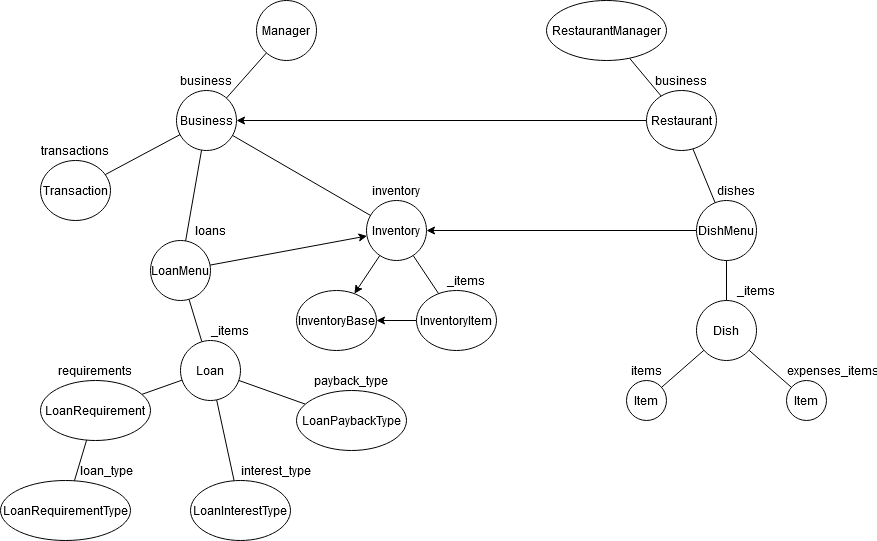 Manager
RestaurantManager
business
business
Business
Restaurant
transactions
Transaction
inventory
dishes
loans
Inventory
DishMenu
LoanMenu
_items
_items
InventoryBase
InventoryItem
_items
Dish
requirements
Loan
payback_type
items
expenses_items
LoanRequirement
LoanPaybackType
Item
Item
loan_type
interest_type
LoanRequirementType
LoanInterestType